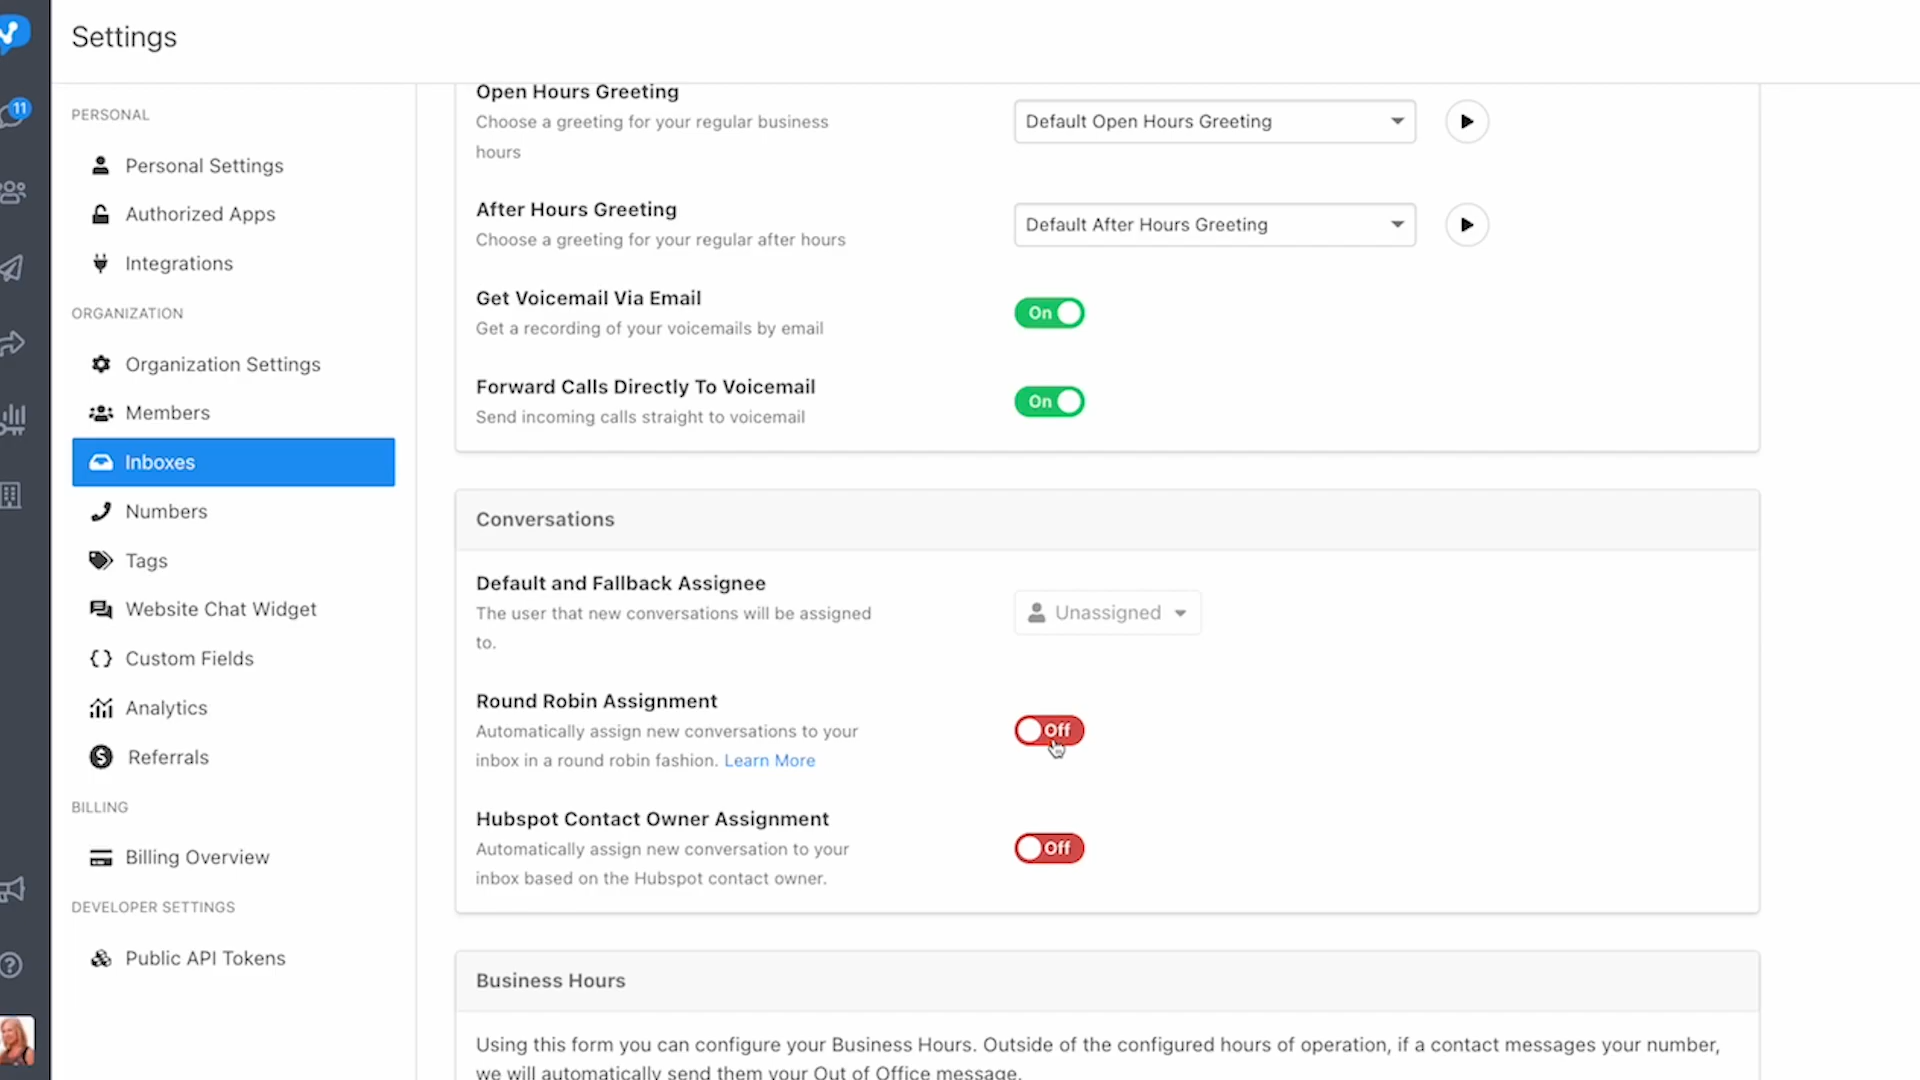 Settings
11
PERSONAL
Personal Settings
Authorized Apps
Integrations
ORGANIZATION
Organization Settings
Members
Inboxes
Numbers
Tags
Website Chat Widget
Custom Fields
Analytics
Referrals
BILLING
Billing Overview
DEVELOPER SETTINGS
Public API Tokens
Open Hours Greeting
Choose a greeting for your regular business
hours
Default Open Hours Greeting
After Hours Greeting
Choose a greeting for your regular after hours
Default After Hours Greeting
Get Voicemail Via Email
Get a recording of your voicemails by email
On
Forward Calls Directly To Voicemail
Send incoming calls straight to voicemail
On
Conversations
Default and Fallback Assignee
The user that new conversations will be assigned
to.
Unassigned
Round Robin Assignment
Automatically assign new conversations to your
inbox in a round robin fashion. Learn More
Off
Hubspot Contact Owner Assignment
Automatically assign new conversation to your
inbox based on the Hubspot contact owner.
Off
Business Hours
Using this form you can configure your Business Hours. Outside of the configured hours of operation, if a contact messages your number,
we will automatically send them your Out of Office message.